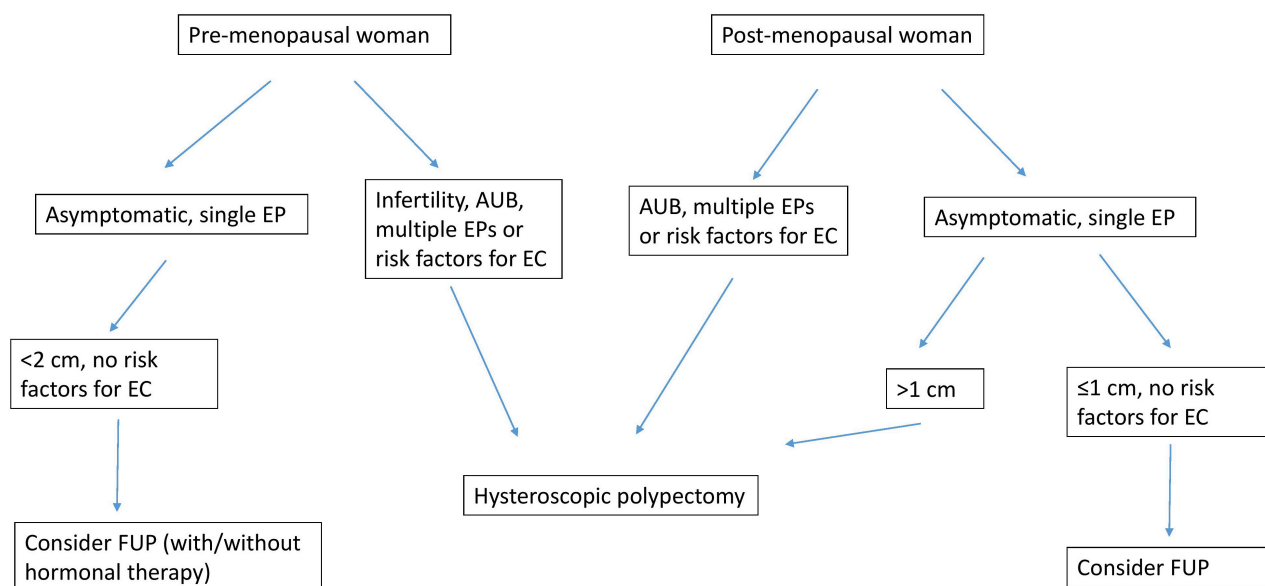 Pre-menopausal woman
Post-menopausal woman
Asymptomatic, single EP
Infertility, AUB,
multiple EPs or
risk factors for EC
AUB, multiple EPs
or risk factors for EC
Asymptomatic, single EP
<2 cm, no risk
factors for EC
>1 cm
≤1 cm, no risk
factors for EC
Hysteroscopic polypectomy
Consider FUP (with/without
hormonal therapy)
Consider FUP